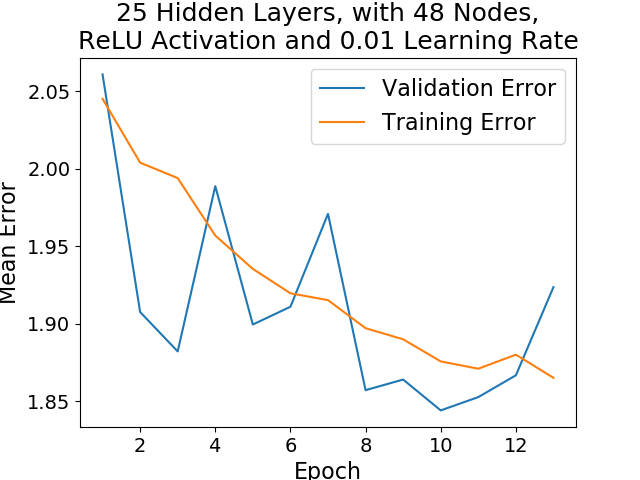 25 Hidden Layers, with 48 Nodes,
ReLU Activation and 0.01 Learning Rate
Validation Error
Training Error
Mean Error
2.05
2.00
1.95
1.90
1.85
2 4 6 8 10 12
Epoch